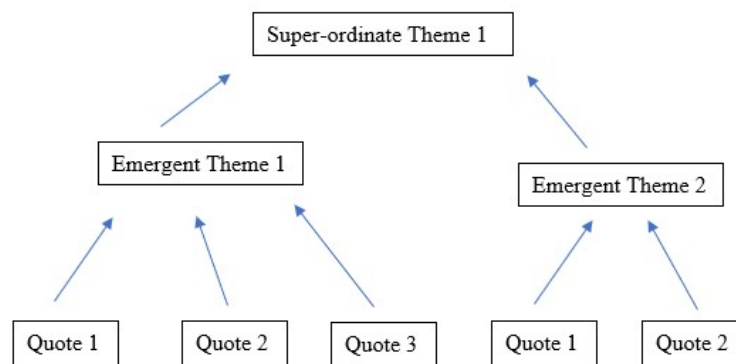 Super-ordinate Theme 1
Emergent Theme 1
Emergent Theme 2
Quote 1
Quote 2
Quote 3
Quote 1
Quote 2